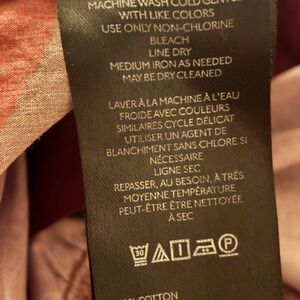 MACHINE WASH COLD GENTLE
WITH LIKE COLORS
USE ONLY NON-CHLORINE
BLEACH
LINE DRY
MEDIUM IRON AS NEEDED
MAY BE DRY CLEANED
LAVER À LA MACHINE À L'EAU
FROIDE AVEC COULEURS
SIMILAIRES CYCLE DÉLICAT
UTILISER UN AGENT DE
BLANCHIMENT SANS CHLORE SI
NÉCESSAIRE
LIGNE SEC
REPASSER, AU BESOIN, À TRÈS
MOYENNE TEMPÉRATURE
PEUT-ÊTRE ÊTRE NETTOYÉE
À SEC
30 P
COTTON